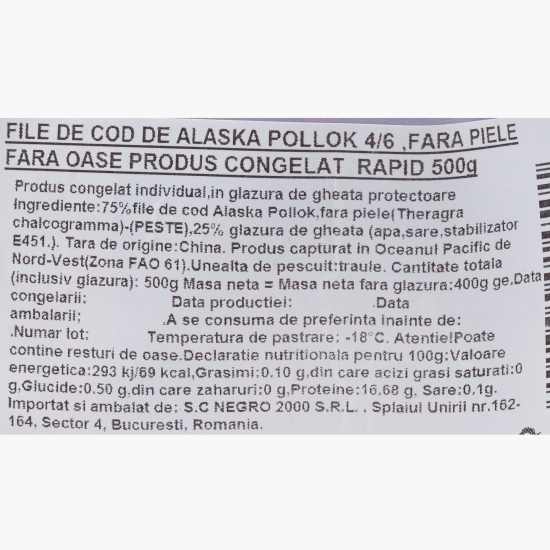 FILE DE COD DE ALASKA POLLOK 4/6 ,FARA PIELE
FARA OASE PRODUS CONGELAT RAPID 500g
Produs congelat individual,in glazura de gheata protectoare
Ingrediente:75%file de cod Alaska Pollok,fara piele(Theragra
chalcogramma)-(PESTE),25% glazura de gheata (apa,sare,stabilizator
E451.). Tara de origine:China. Produs capturat in Oceanul Pacific de
Nord-Vest(Zona FAO 61).Unealta de pescuit:traule. Cantitate totala
(inclusiv glazura): 500g Masa neta = Masa neta fara glazura:400g ge.Data
congelarii: Data productiei: .Data
ambalarii; .A se consuma de preferinta inainte de:
.Numar lot: Temperatura de pastrare: -18°C. Atentie!Poate
contine resturi de oase.Declaratie nutritionala pentru 100g:Valoare
energetica:293 kj/69 kcal,Grasimi:0.10 g,din care acizi grasi saturati:0
g,Glucide:0.50 g,din care zaharuri:0 g,Proteine:16.68 g, Sare:0.1g.
Importat si ambalat de: S.C NEGRO 2000 S.R.L. . Splaiul Unirii nr.162-
164, Sector 4, Bucuresti, Romania.